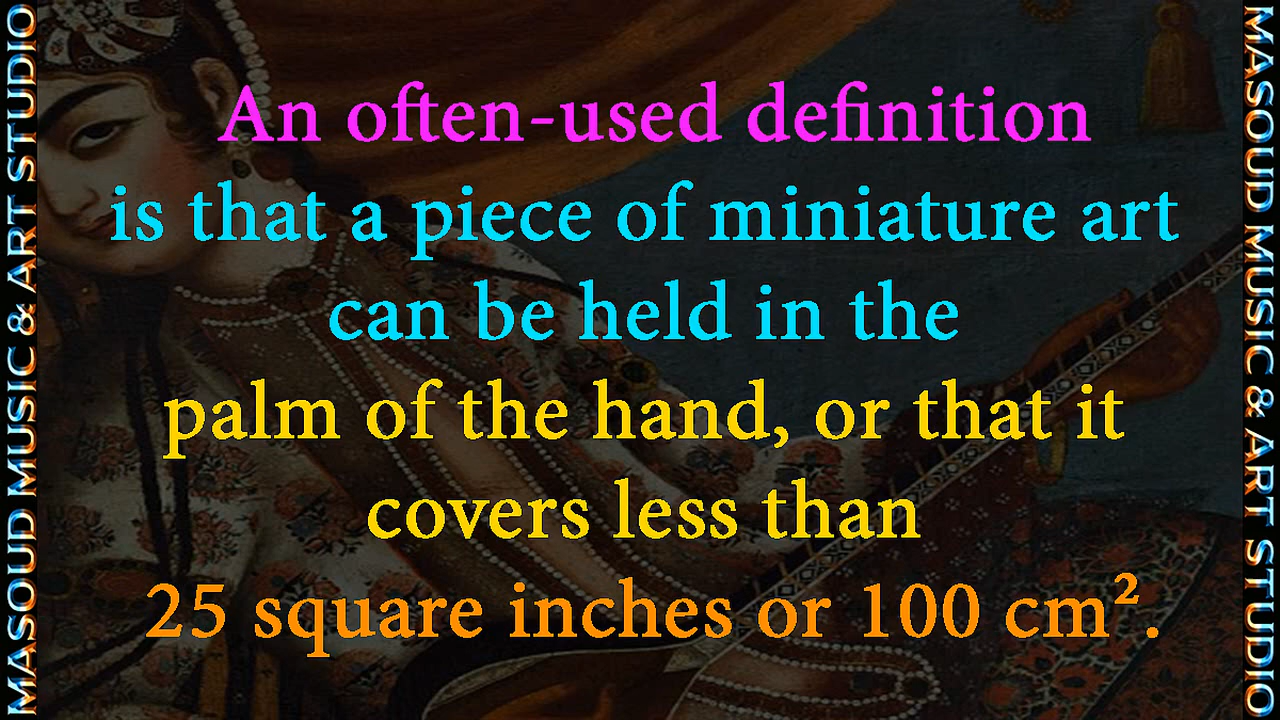 MASOUD MUSIC & ART STUDIO
An often-used definition
is that a piece of miniature art
can be held in the
palm of the hand, or that it
covers less than
25 square inches or 100 cm².
MASOUD MUSIC & ART STUDIO